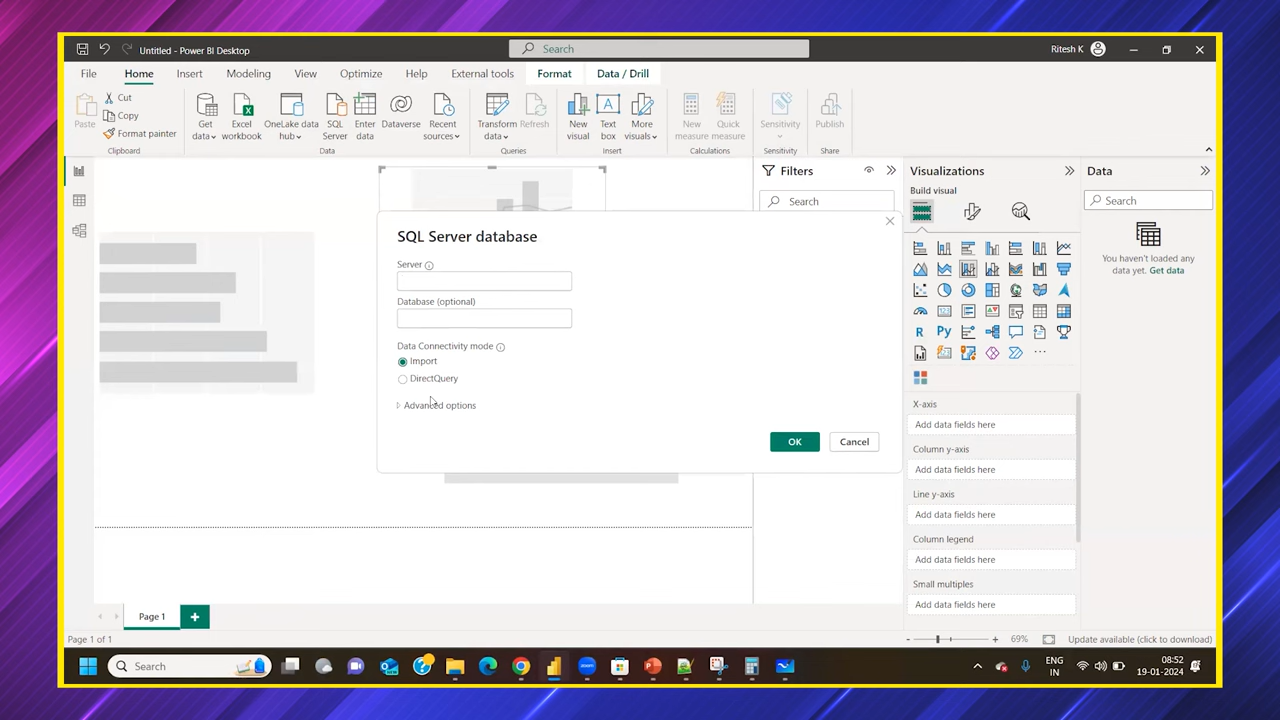 Untitled - Power BI Desktop
Search
Ritesh K
File Home Insert Modeling View Optimize Help External tools Format Data / Drill
Paste
Cut
Copy
Format painter
Clipboard
Get data
Excel workbook
OneLake data hub
SQL Server
Enter data
Dataverse
Recent sources
Data
Transform data
Refresh
Queries
New visual
Text box
More visuals
Insert
New measure
Quick measure
Calculations
Sensitivity
Sensitivity
Publish
Share
SQL Server database
Server
Database (optional)
Data Connectivity mode
Import
DirectQuery
Advanced options
OK Cancel
Filters
Search
Visualizations
Build visual
R Py
X-axis
Add data fields here
Column y-axis
Add data fields here
Line y-axis
Add data fields here
Column legend
Add data fields here
Small multiples
Add data fields here
Data
Search
You haven't loaded any
data yet. Get data
Page 1
Page 1 of 1
69%
Update available (click to download)
Search
ENG
IN
08:52
19-01-2024